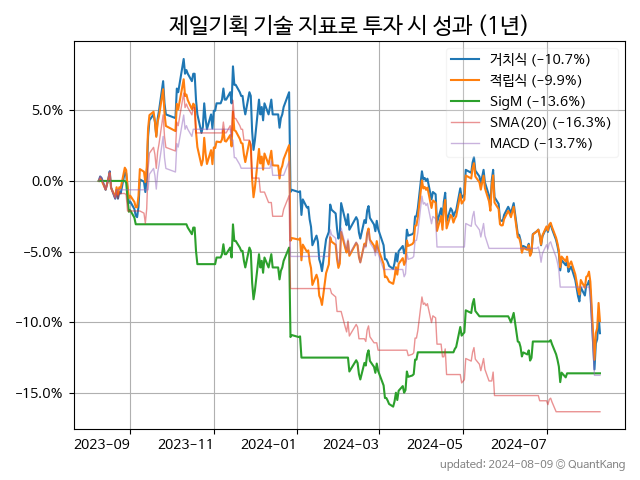 제일기획 기술 지표로 투자 시 성과 (1년)
거치식 (−10.7%)
적립식 (−9.9%)
SigM (−13.6%)
SMA(20) (−16.3%)
MACD (−13.7%)
5.0%
0.0%
−5.0%
−10.0%
−15.0%
2023-09 2023-11 2024-01 2024-03 2024-05 2024-07
updated: 2024-08-09 © QuantKang